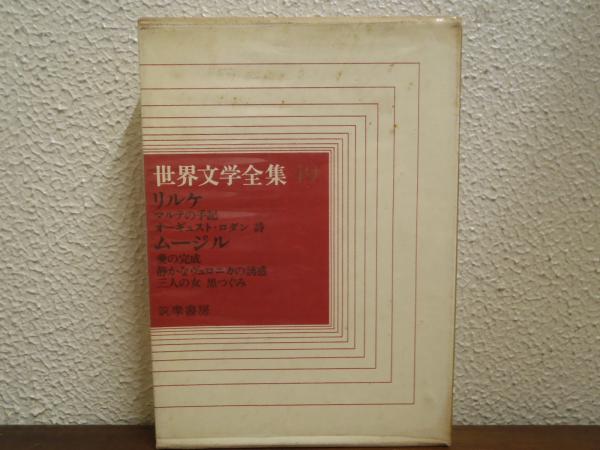 世界文学全集
リルケ
マルテの手記
オーギュスト・ロダン 詩
ムージル
愛の完成
静かなヴェロニカの誘惑
三人の女 黒つぐみ
筑摩書房